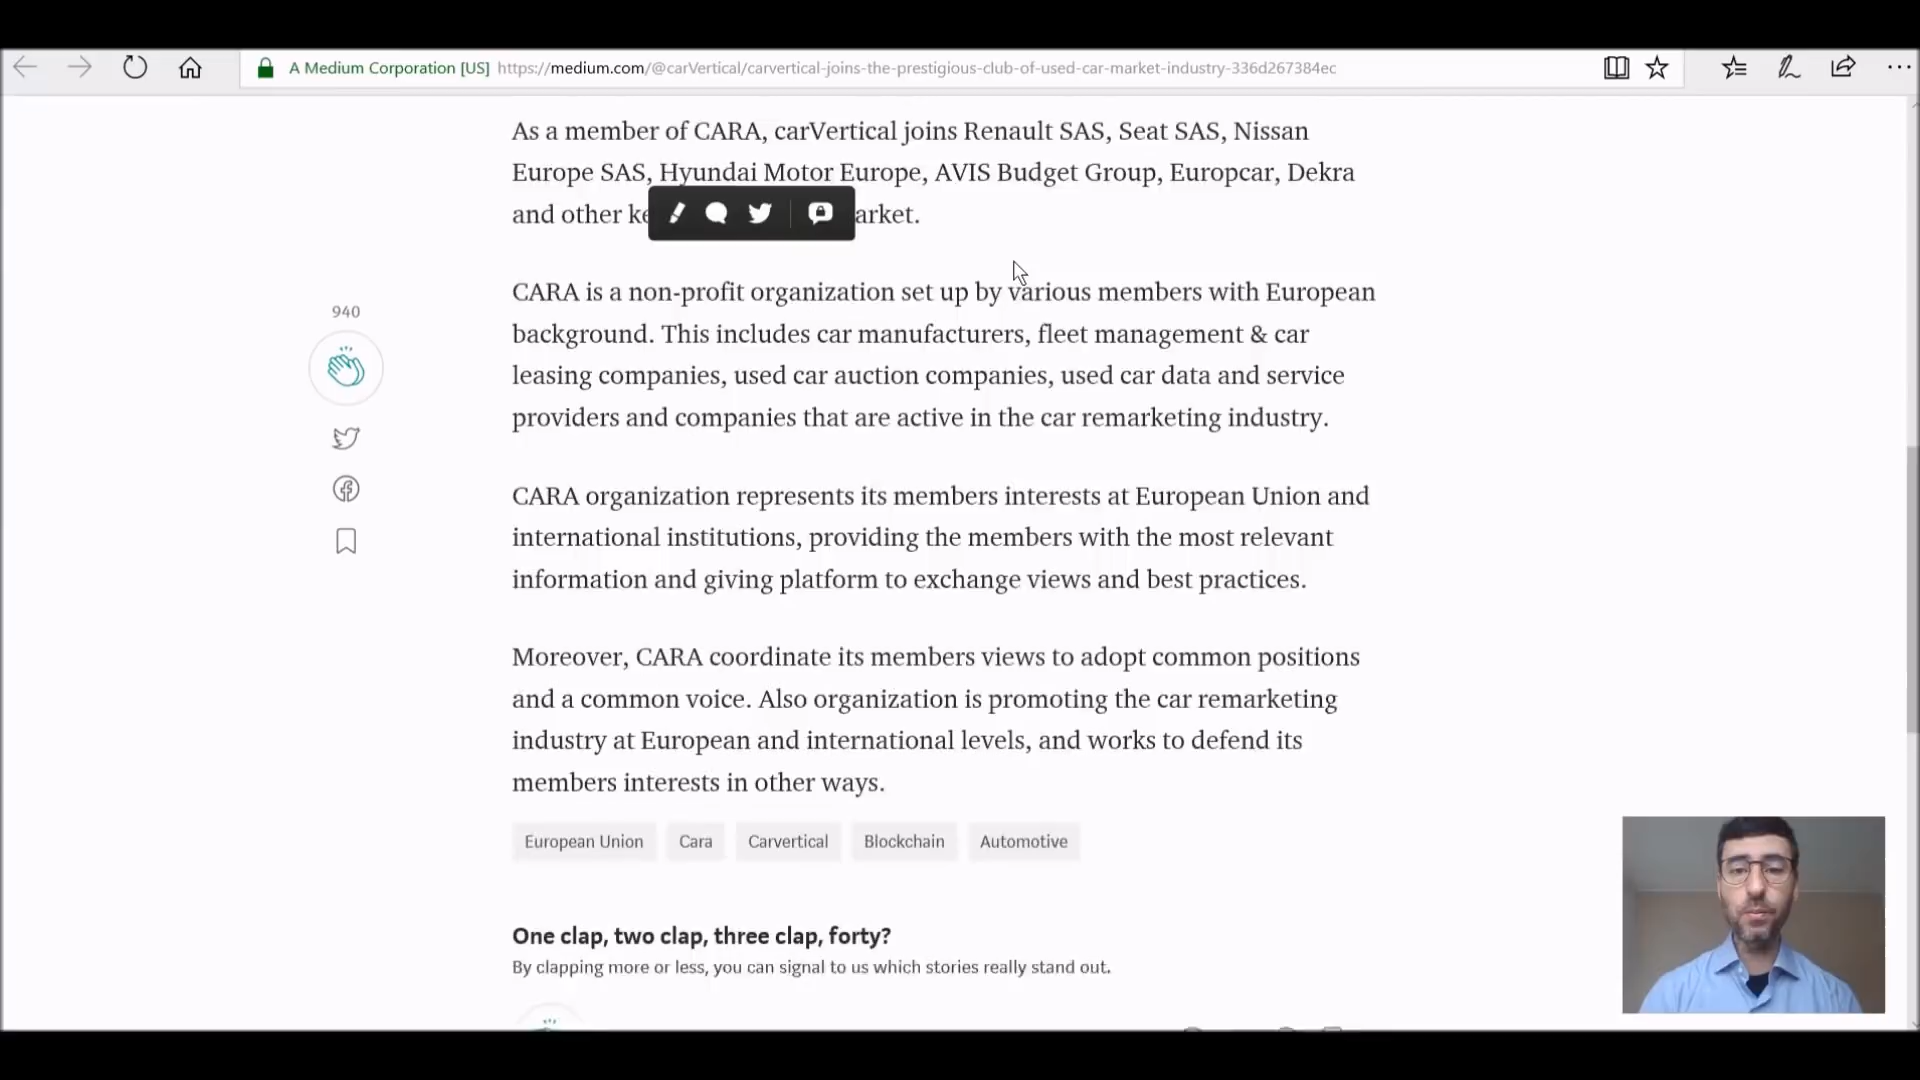 A Medium Corporation [US] https://medium.com/@carVertical/carvertical-joins-the-prestigious-club-of-used-car-market-industry-336d267384ec
As a member of CARA, carVertical joins Renault SAS, Seat SAS, Nissan
Europe SAS, Hyundai Motor Europe, AVIS Budget Group, Europcar, Dekra
and other ke arket.
CARA is a non-profit organization set up by various members with European
background. This includes car manufacturers, fleet management & car
leasing companies, used car auction companies, used car data and service
providers and companies that are active in the car remarketing industry.
940
CARA organization represents its members interests at European Union and
international institutions, providing the members with the most relevant
information and giving platform to exchange views and best practices.
Moreover, CARA coordinate its members views to adopt common positions
and a common voice. Also organization is promoting the car remarketing
industry at European and international levels, and works to defend its
members interests in other ways.
European Union Cara Carvertical Blockchain Automotive
One clap, two clap, three clap, forty?
By clapping more or less, you can signal to us which stories really stand out.